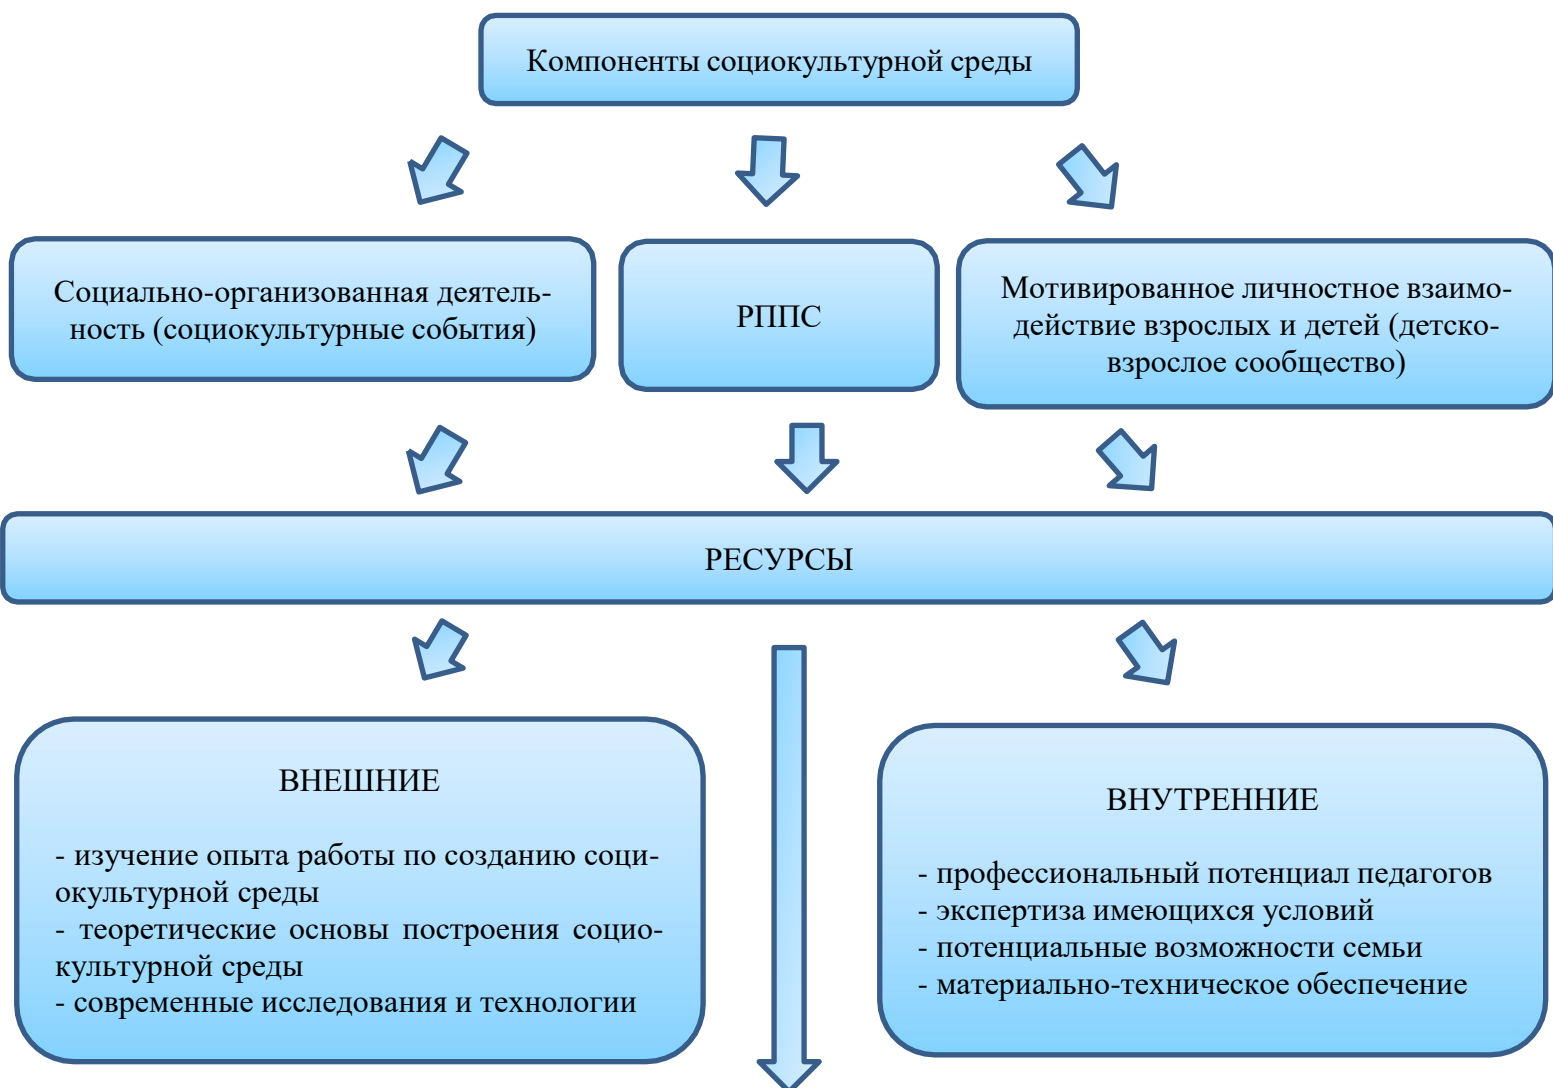 Компоненты социокультурной среды
Социально-организованная деятель-
ность (социокультурные события)
РППС
Мотивированное личностное взаимо-
действие взрослых и детей (детско-
взрослое сообщество)
РЕСУРСЫ
ВНЕШНИЕ
- изучение опыта работы по созданию соци-
окультурной среды
- теоретические основы построения социо-
культурной среды
- современные исследования и технологии
ВНУТРЕННИЕ
- профессиональный потенциал педагогов
- экспертиза имеющихся условий
- потенциальные возможности семьи
- материально-техническое обеспечение